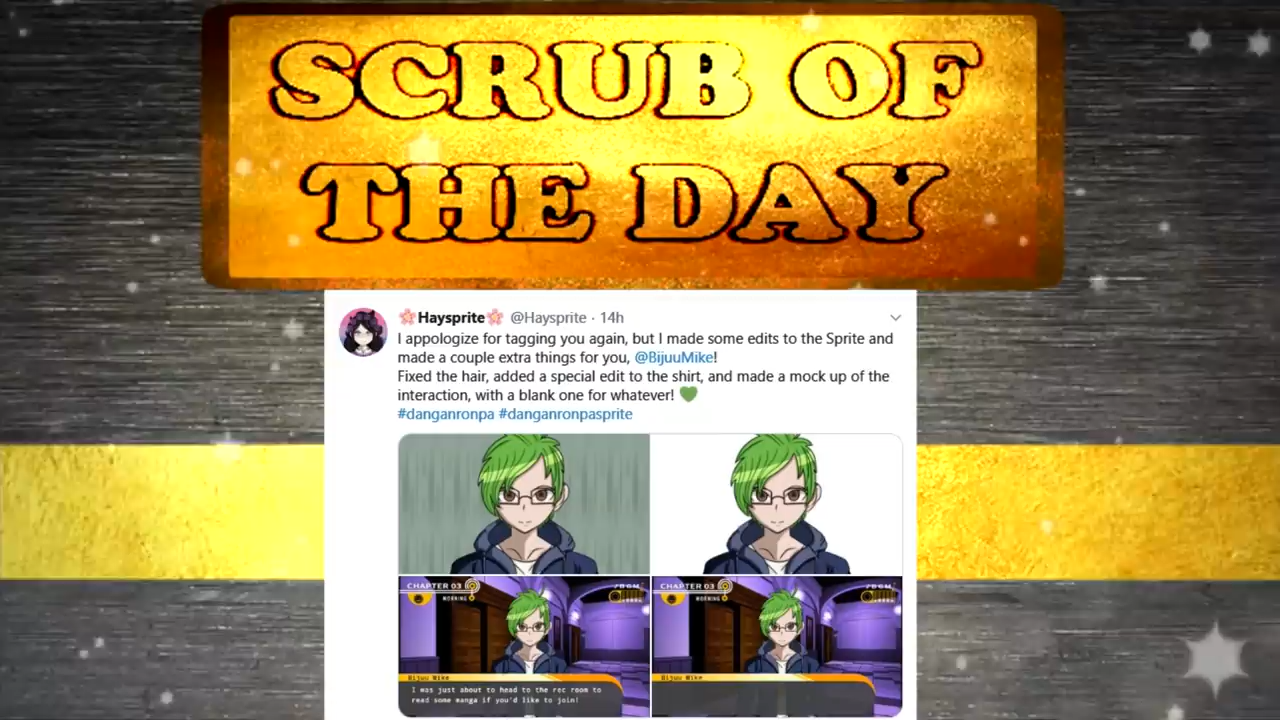 SCRUB OF
THE DAY
Haysprite @Haysprite · 14h
I appologize for tagging you again, but I made some edits to the Sprite and
made a couple extra things for you, @BijuuMike!
Fixed the hair, added a special edit to the shirt, and made a mock up of the
interaction, with a blank one for whatever!
#danganronpa #danganronpasprite
CHAPTER 03
MORNING
CHAPTER 03
MORNING
Bijuu Mike
I was just about to head to the rec room to
read some manga if you'd like to join!
Bijuu Mike